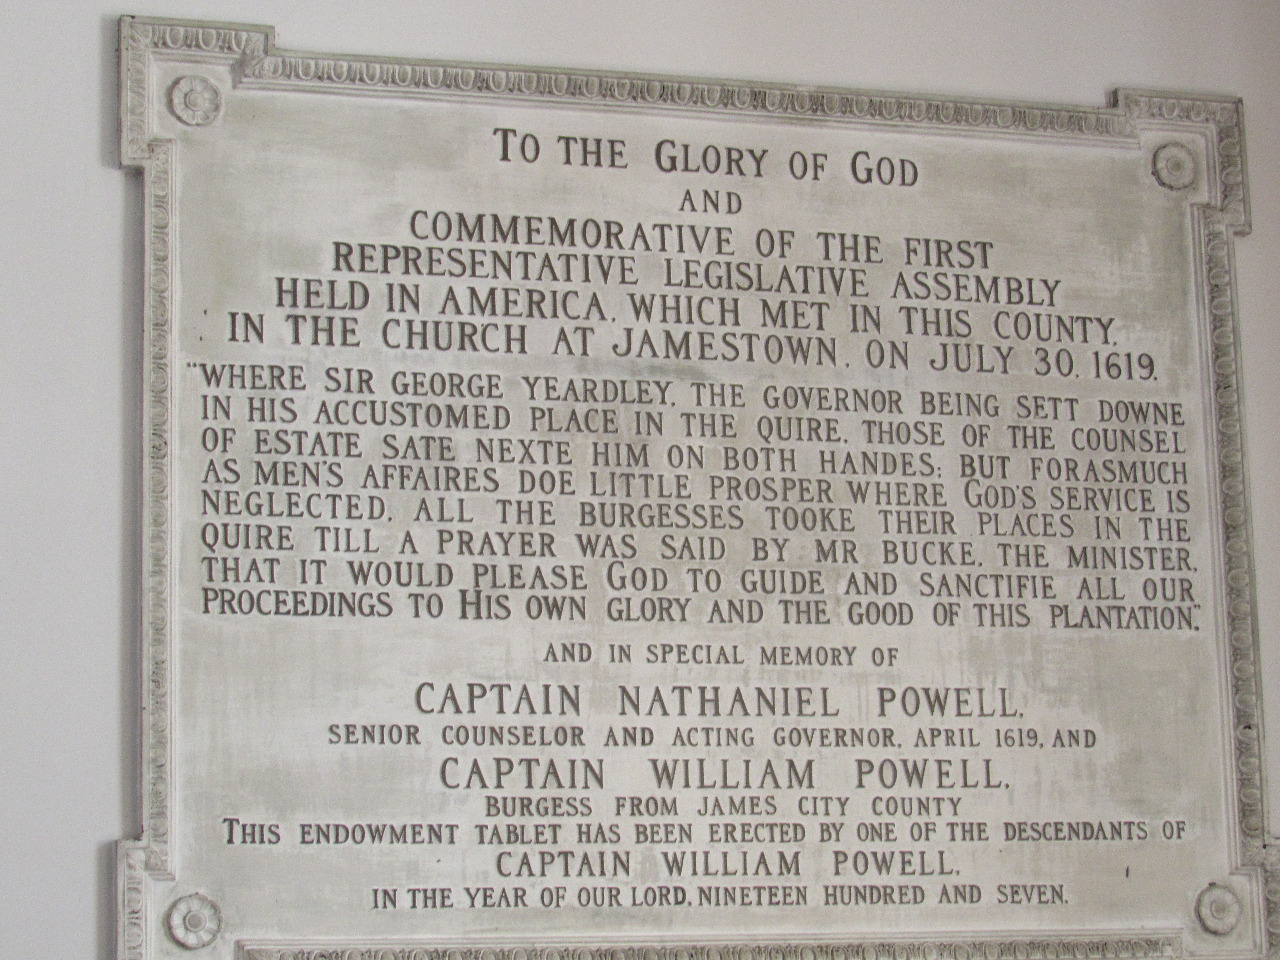 TO THE GLORY OF GOD
AND
COMMEMORATIVE OF THE FIRST
REPRESENTATIVE LEGISLATIVE ASSEMBLY
HELD IN AMERICA, WHICH MET IN THIS COUNTY,
IN THE CHURCH AT JAMESTOWN, ON JULY 30, 1619.
"WHERE SIR GEORGE YEARDLEY, THE GOVERNOR BEING SETT DOWNE
IN HIS ACCUSTOMED PLACE IN THE QUIRE, THOSE OF THE COUNSEL
OF ESTATE SATE NEXTE HIM ON BOTH HANDES; BUT FORASMUCH
AS MEN'S AFFAIRES DOE LITTLE PROSPER WHERE GOD'S SERVICE IS
NEGLECTED, ALL THE BURGESSES TOOKE THEIR PLACES IN THE
QUIRE TILL A PRAYER WAS SAID BY MR BUCKE, THE MINISTER,
THAT IT WOULD PLEASE GOD TO GUIDE AND SANCTIFIE ALL OUR
PROCEEDINGS TO HIS OWN GLORY AND THE GOOD OF THIS PLANTATION."
AND IN SPECIAL MEMORY OF
CAPTAIN NATHANIEL POWELL,
SENIOR COUNSELOR AND ACTING GOVERNOR, APRIL 1619, AND
CAPTAIN WILLIAM POWELL,
BURGESS FROM JAMES CITY COUNTY
THIS ENDOWMENT TABLET HAS BEEN ERECTED BY ONE OF THE DESCENDANTS OF
CAPTAIN WILLIAM POWELL,
IN THE YEAR OF OUR LORD, NINETEEN HUNDRED AND SEVEN.